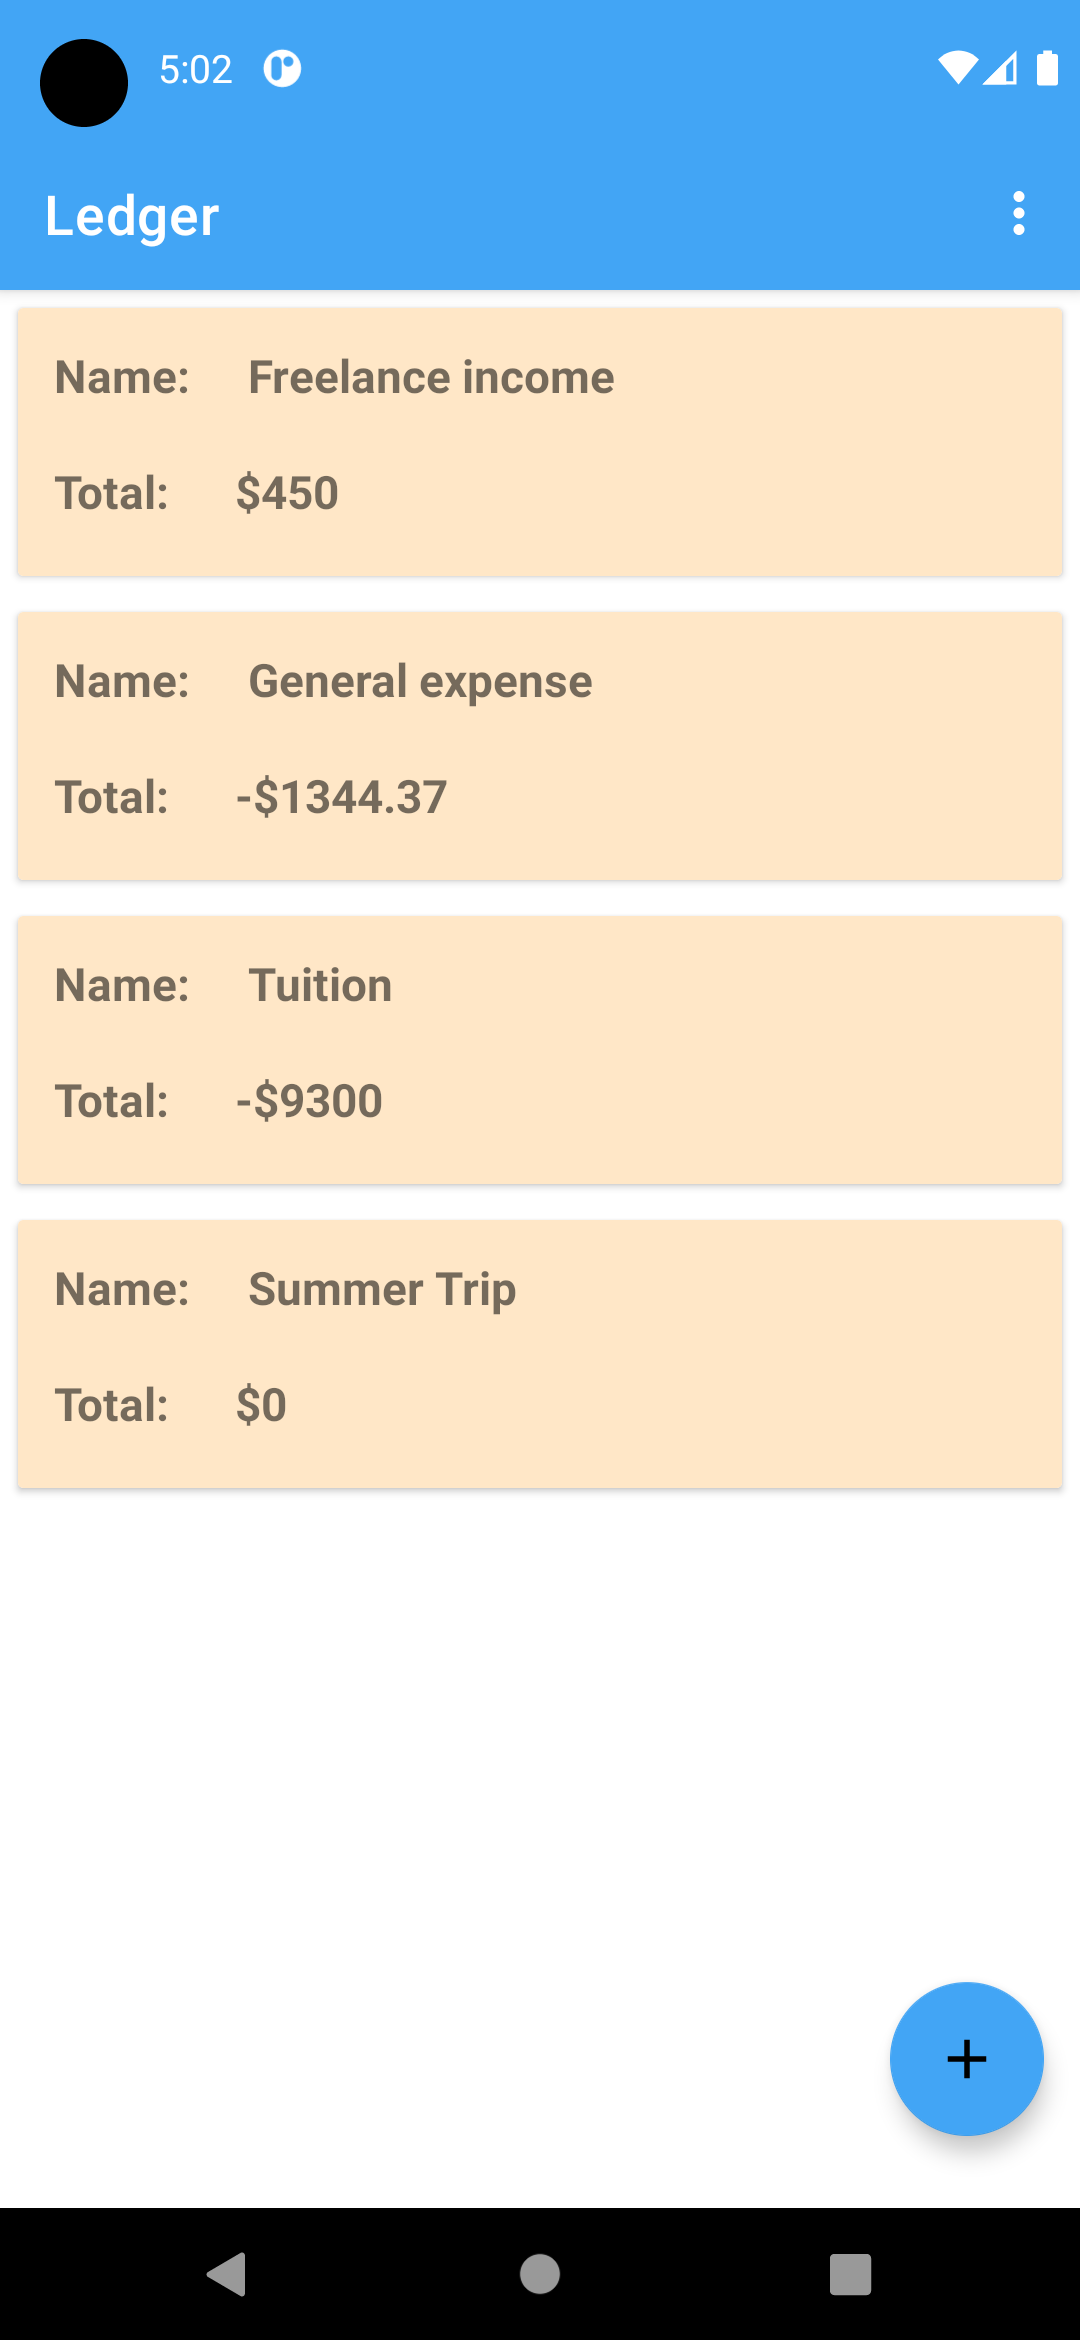 5:02
Ledger
Name: Freelance income
Total: $450
Name: General expense
Total: -$1344.37
Name: Tuition
Total: -$9300
Name: Summer Trip
Total: $0